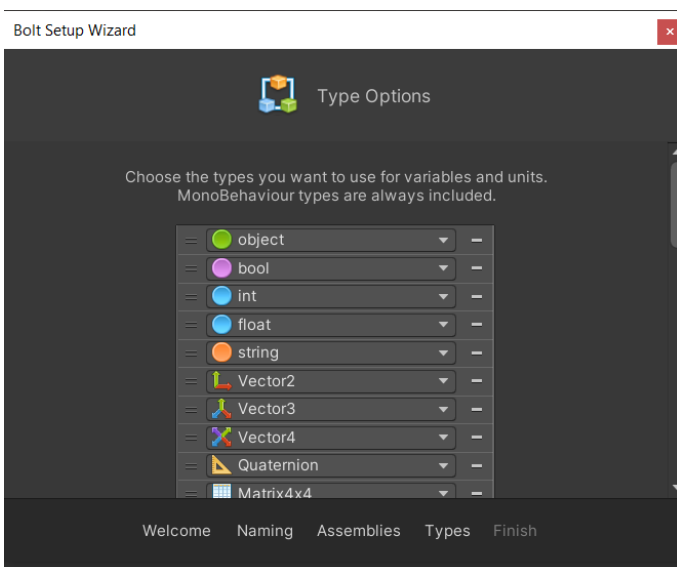 Bolt Setup Wizard
Type Options
Choose the types you want to use for variables and units.
MonoBehaviour types are always included.
object
bool
int
float
string
Vector2
Vector3
Vector4
Quaternion
Matrix4x4
Welcome Naming Assemblies Types Finish